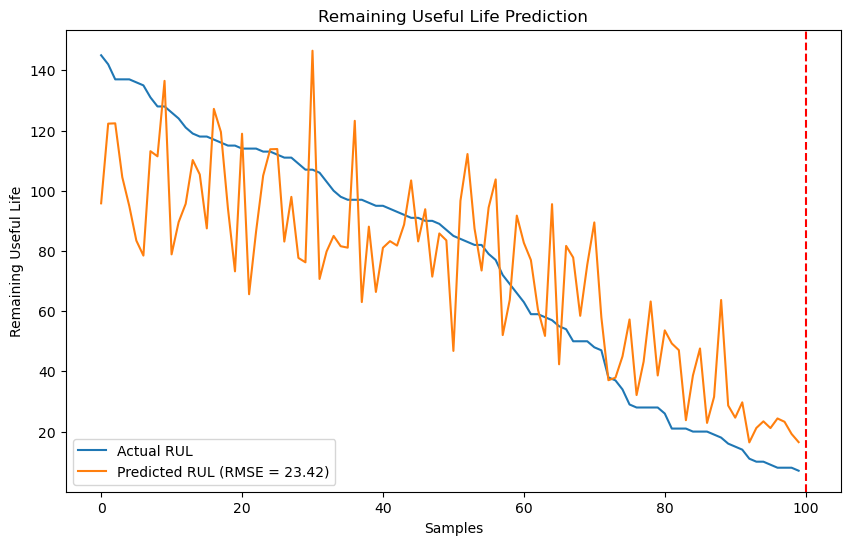 Remaining Useful Life Prediction
Remaining Useful Life
140
120
100
80
60
40
20
Actual RUL
Predicted RUL (RMSE = 23.42)
0
20
40
60
80
100
Samples